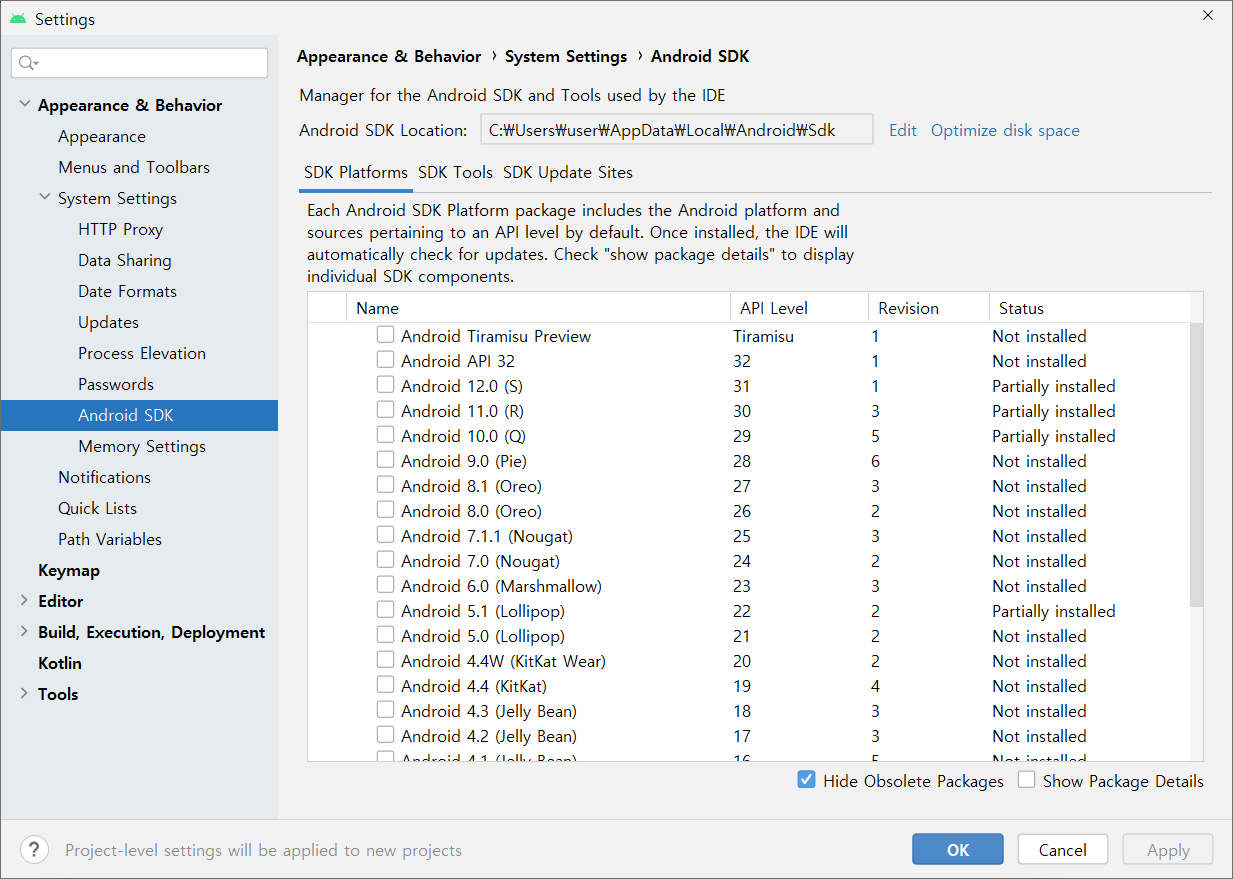 Settings
Appearance & Behavior
Appearance
Menus and Toolbars
System Settings
HTTP Proxy
Data Sharing
Date Formats
Updates
Process Elevation
Passwords
Android SDK
Memory Settings
Notifications
Quick Lists
Path Variables
Keymap
Editor
Build, Execution, Deployment
Kotlin
Tools
Appearance & Behavior › System Settings › Android SDK
Manager for the Android SDK and Tools used by the IDE
Android SDK Location: C:₩Users₩user₩AppData₩Local₩Android₩Sdk Edit Optimize disk space
SDK Platforms SDK Tools SDK Update Sites
Each Android SDK Platform package includes the Android platform and
sources pertaining to an API level by default. Once installed, the IDE will
automatically check for updates. Check "show package details" to display
individual SDK components.
Name API Level Revision Status
Android Tiramisu Preview Tiramisu 1 Not installed
Android API 32 32 1 Not installed
Android 12.0 (S) 31 1 Partially installed
Android 11.0 (R) 30 3 Partially installed
Android 10.0 (Q) 29 5 Partially installed
Android 9.0 (Pie) 28 6 Not installed
Android 8.1 (Oreo) 27 3 Not installed
Android 8.0 (Oreo) 26 2 Not installed
Android 7.1.1 (Nougat) 25 3 Not installed
Android 7.0 (Nougat) 24 2 Not installed
Android 6.0 (Marshmallow) 23 3 Not installed
Android 5.1 (Lollipop) 22 2 Partially installed
Android 5.0 (Lollipop) 21 2 Not installed
Android 4.4W (KitKat Wear) 20 2 Not installed
Android 4.4 (KitKat) 19 4 Not installed
Android 4.3 (Jelly Bean) 18 3 Not installed
Android 4.2 (Jelly Bean) 17 3 Not installed
Android 4.1 (Jelly Bean) 16 5 Not installed
Hide Obsolete Packages Show Package Details
? Project-level settings will be applied to new projects
OK Cancel Apply